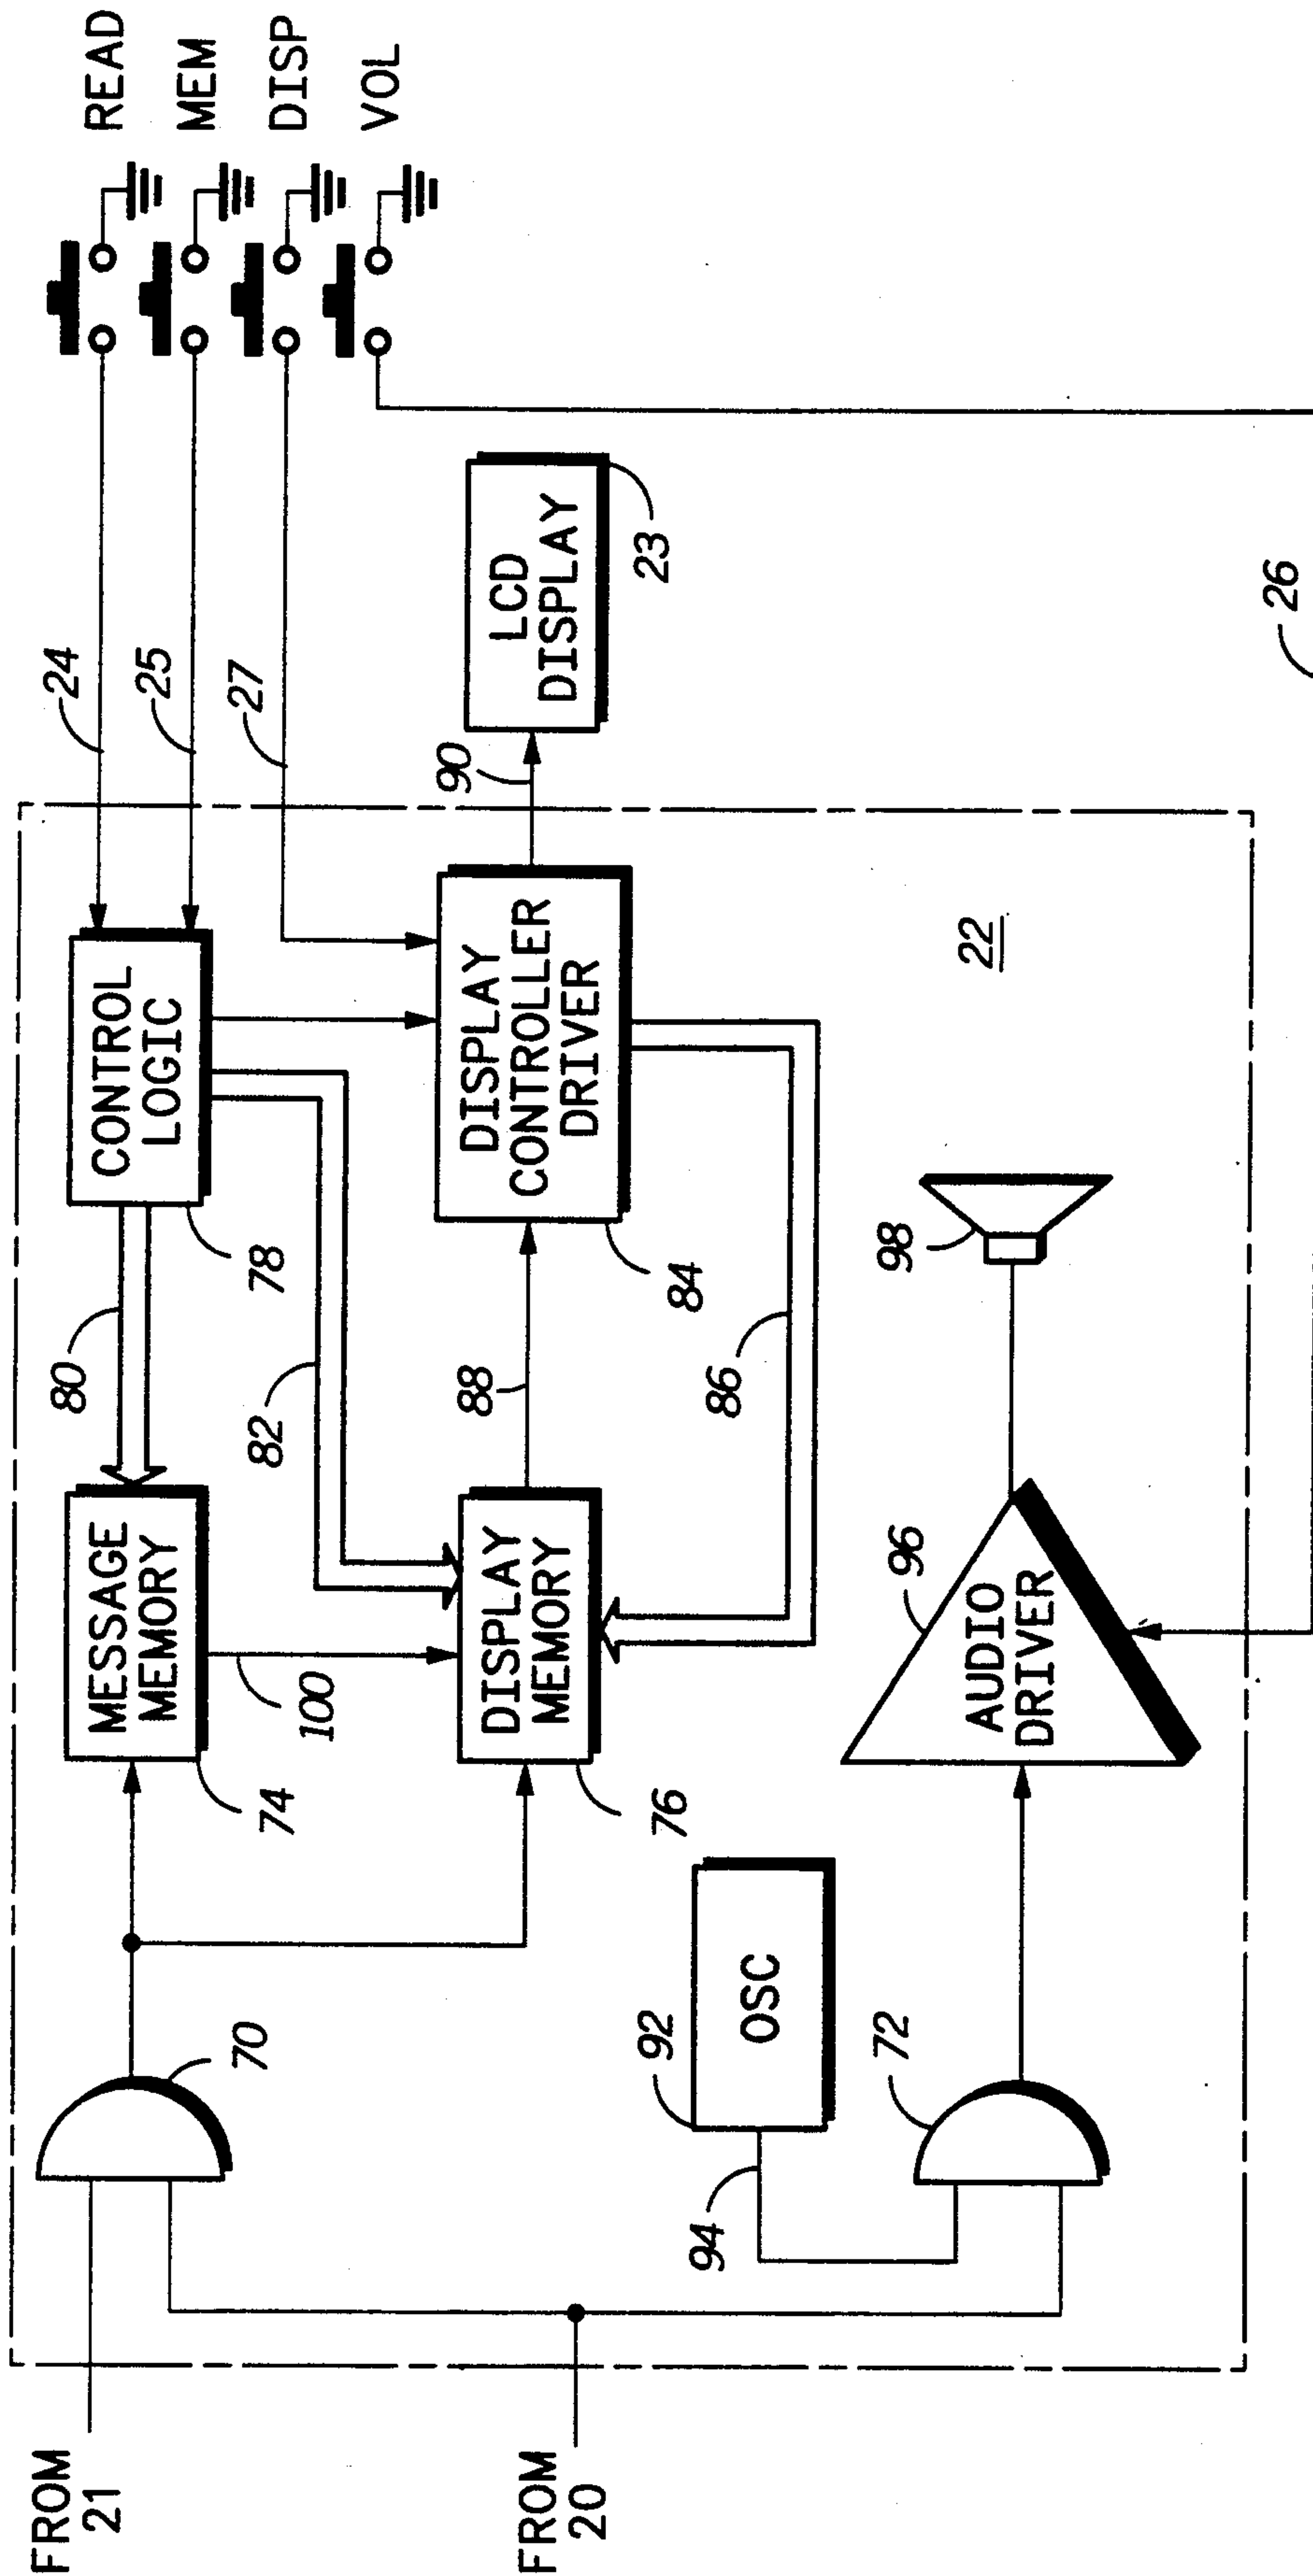 READ
MEM
DISP
VOL
24
25
27
26
CONTROL
LOGIC
78
80
82
MESSAGE
MEMORY
74
100
70
FROM
21
LCD
DISPLAY
23
90
DISPLAY
CONTROLLER
DRIVER
84
88
86
DISPLAY
MEMORY
76
FROM
20
22
98
AUDIO
DRIVER
96
OSC
92
94
72